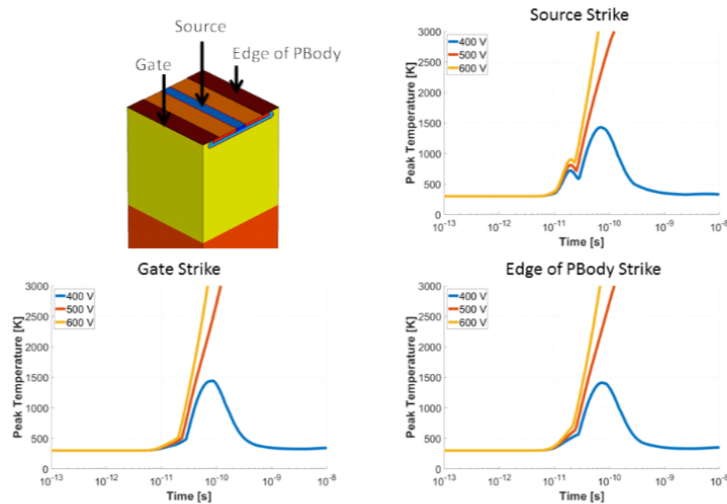 Source
Edge of PBody
Gate
Source Strike
3000
2500
2000
1500
1000
500
0
Peak Temperature [K]
400 V
500 V
600 V
10-13
10-12
10-11
10-10
10-9
10-8
Time [s]
Gate Strike
3000
2500
2000
1500
1000
500
0
Peak Temperature [K]
400 V
500 V
600 V
10-13
10-12
10-11
10-10
10-9
10-8
Time [s]
Edge of PBody Strike
3000
2500
2000
1500
1000
500
0
Peak Temperature [K]
400 V
500 V
600 V
10-13
10-12
10-11
10-10
10-9
10-8
Time [s]